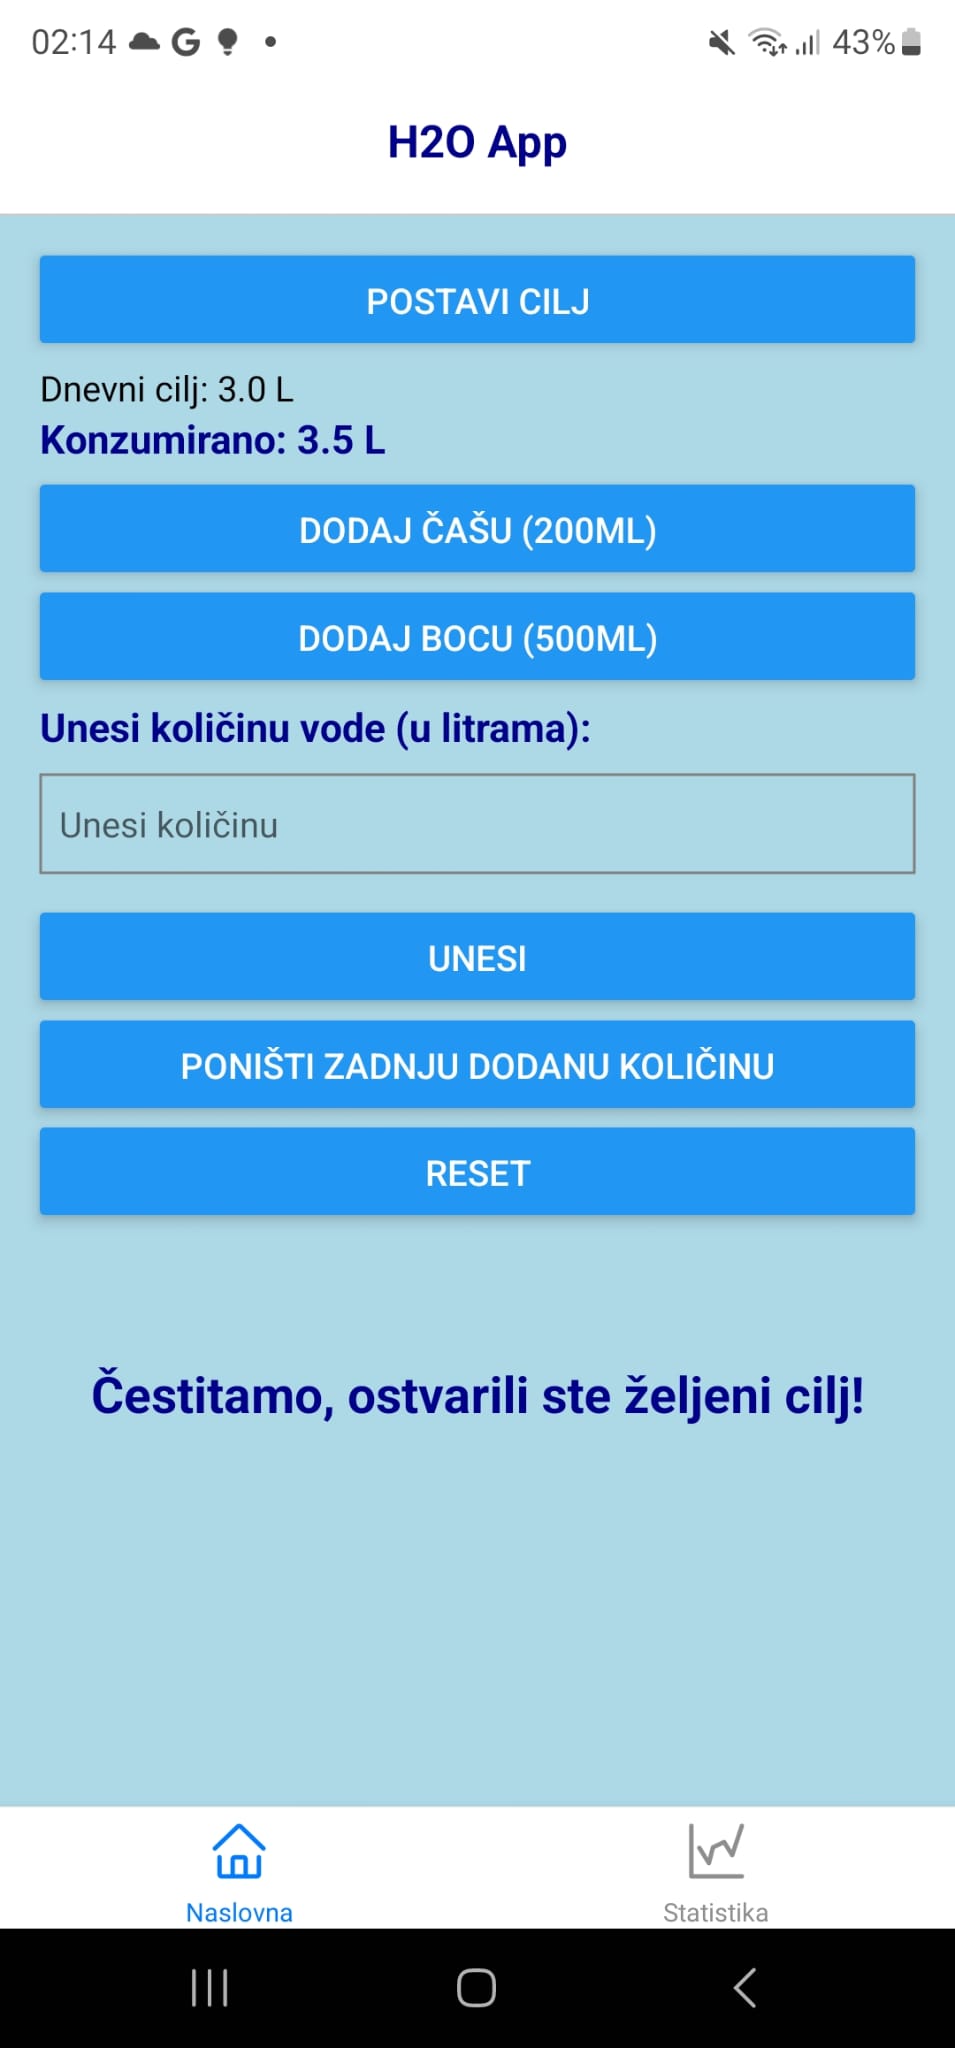 02:14
43%
H2O App
POSTAVI CILJ
Dnevni cilj: 3.0 L
Konzumirano: 3.5 L
DODAJ ČAŠU (200ML)
DODAJ BOCU (500ML)
Unesi količinu vode (u litrama):
Unesi količinu
UNESI
PONIŠTI ZADNJU DODANU KOLIČINU
RESET
Čestitamo, ostvarili ste željeni cilj!
Naslovna
Statistika